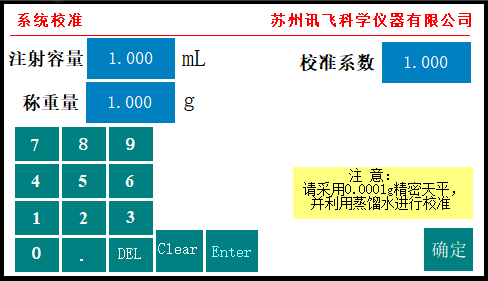 系统校准 苏州讯飞科学仪器有限公司
注射容量 1.000 mL 校准系数 1.000
称重量 1.000 g
7 8 9
4 5 6
注 意:
请采用0.0001g精密天平,
并利用蒸馏水进行校准
1 2 3
0 . DEL Clear Enter 确定